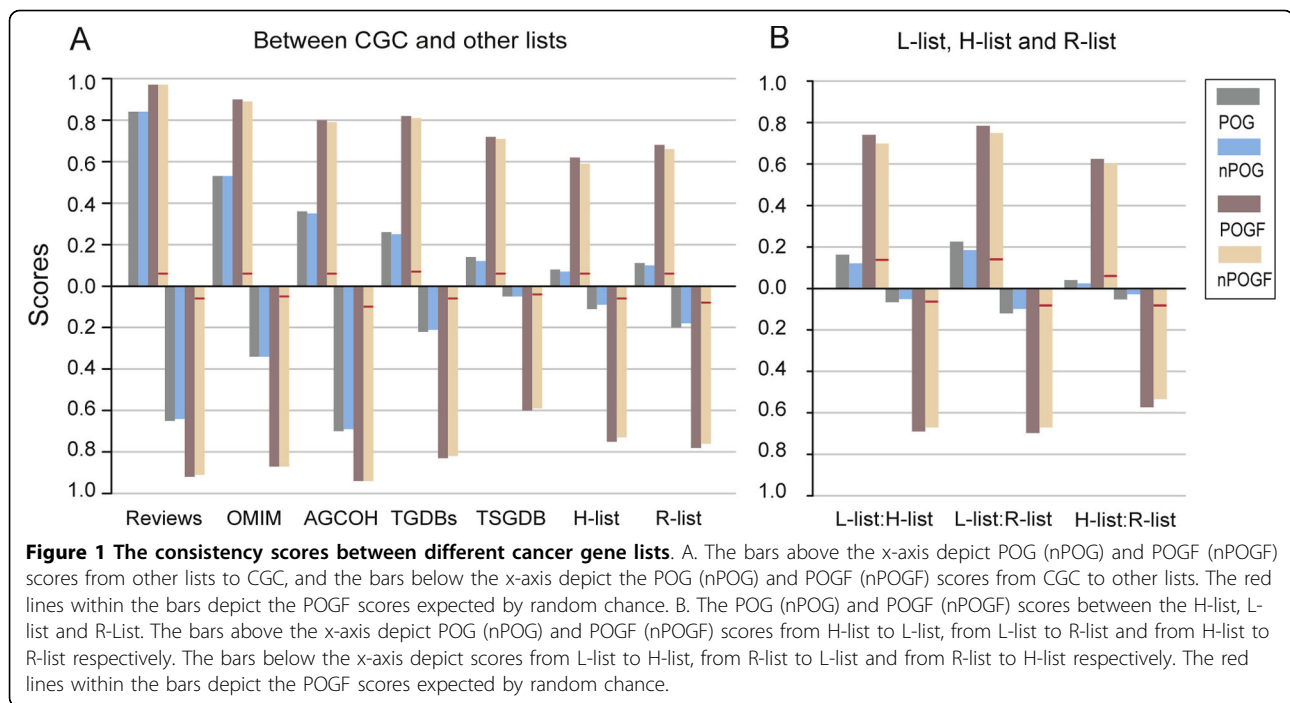 A
Between CGC and other lists
Scores
1.0
0.8
0.6
0.4
0.2
0.0
0.2
0.4
0.6
0.8
1.0
Reviews OMIM AGCOH TGDBs TSGDB H-list R-list
B
L-list, H-list and R-list
1.0
0.8
0.6
0.4
0.2
0.0
0.2
0.4
0.6
0.8
1.0
L-list:H-list L-list:R-list H-list:R-list
POG
nPOG
POGF
nPOGF
Figure 1 The consistency scores between different cancer gene lists. A. The bars above the x-axis depict POG (nPOG) and POGF (nPOGF)
scores from other lists to CGC, and the bars below the x-axis depict the POG (nPOG) and POGF (nPOGF) scores from CGC to other lists. The red
lines within the bars depict the POGF scores expected by random chance. B. The POG (nPOG) and POGF (nPOGF) scores between the H-list, L-
list and R-List. The bars above the x-axis depict POG (nPOG) and POGF (nPOGF) scores from H-list to L-list, from L-list to R-list and from H-list to
R-list respectively. The bars below the x-axis depict scores from L-list to H-list, from R-list to L-list and from R-list to H-list respectively. The red
lines within the bars depict the POGF scores expected by random chance.